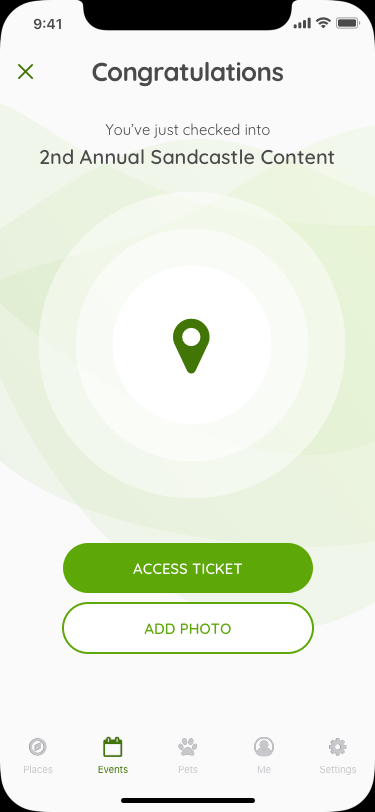 9:41
Congratulations
You've just checked into
2nd Annual Sandcastle Content
ACCESS TICKET
ADD PHOTO
Places
Events
Pets
Me
Settings